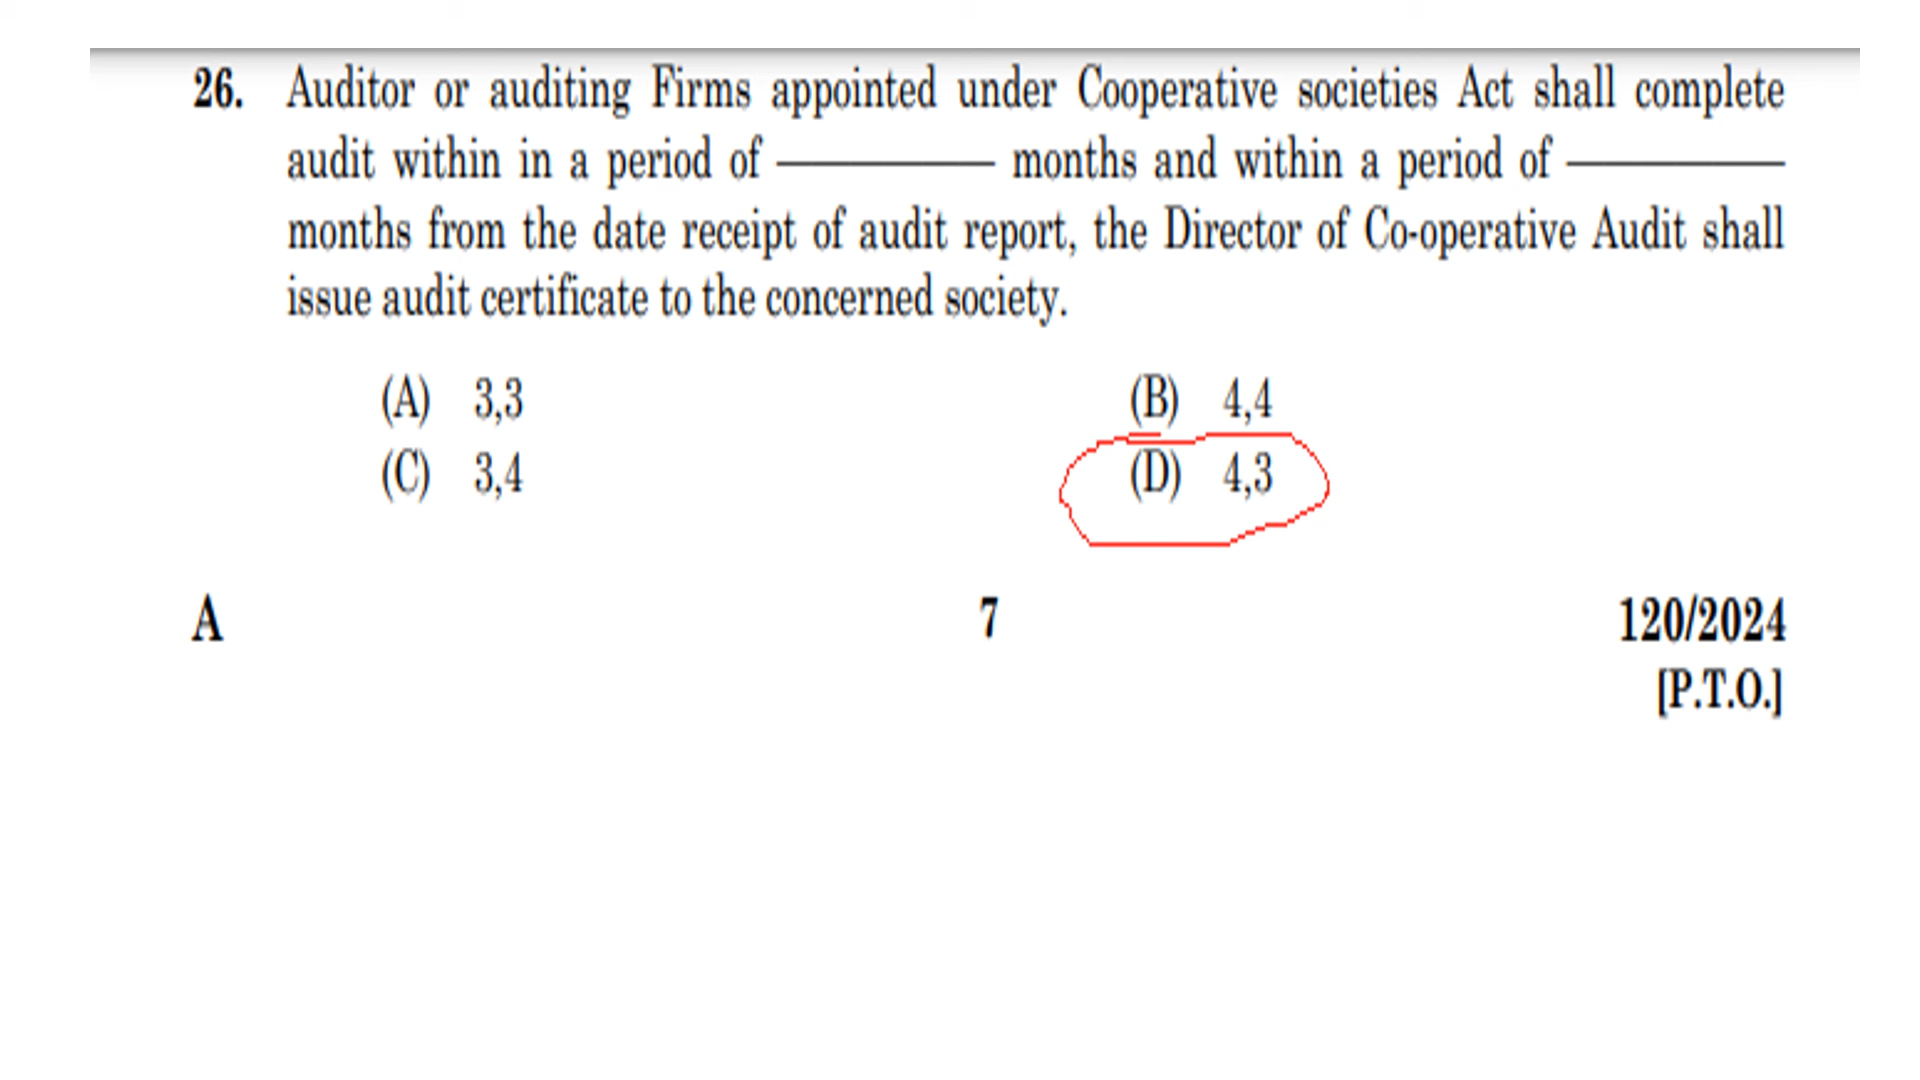 26. Auditor or auditing Firms appointed under Cooperative societies Act shall complete
audit within in a period of ———— months and within a period of ————
months from the date receipt of audit report, the Director of Co-operative Audit shall
issue audit certificate to the concerned society.
(A) 3,3 (B) 4,4
(C) 3,4 (D) 4,3
A 7 120/2024
[P.T.O.]